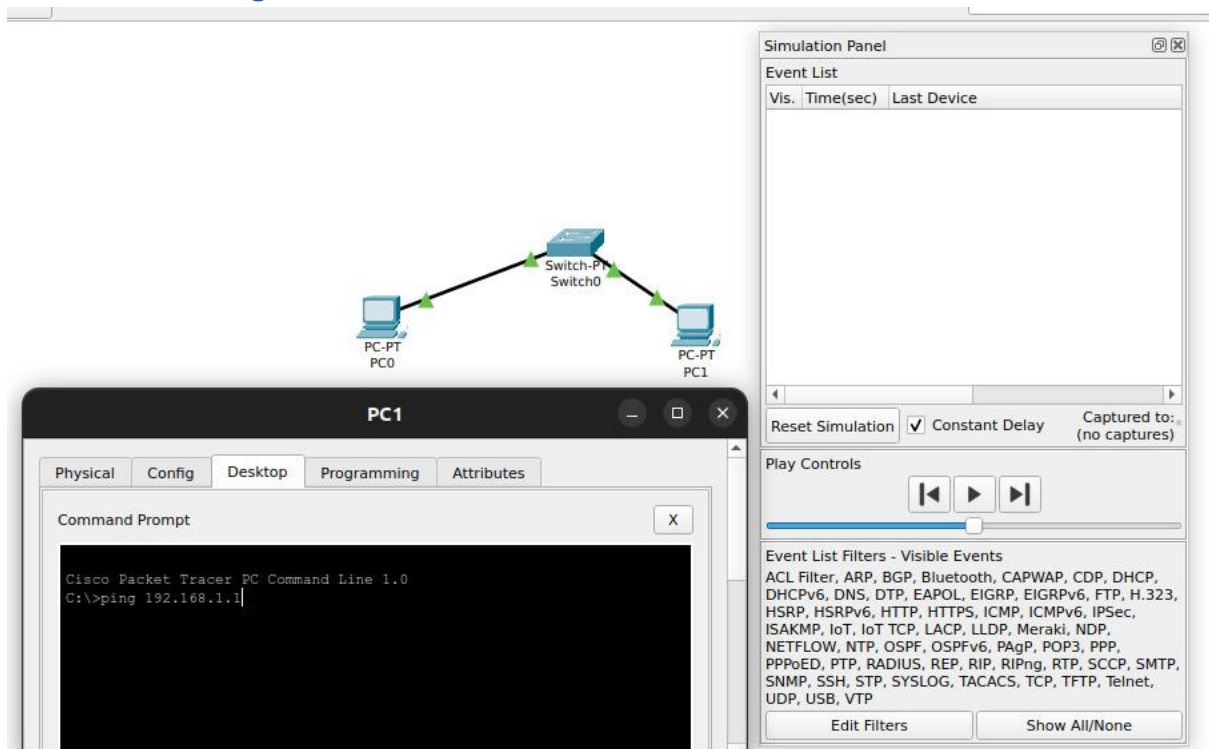 Simulation Panel
Event List
Vis. Time(sec) Last Device
Switch-PT
Switch0
PC-PT
PC0
PC-PT
PC1
Reset Simulation Constant Delay Captured to:
(no captures)
Play Controls
Event List Filters - Visible Events
ACL Filter, ARP, BGP, Bluetooth, CAPWAP, CDP, DHCP,
DHCPv6, DNS, DTP, EAPOL, EIGRP, EIGRPv6, FTP, H.323,
HSRP, HSRPv6, HTTP, HTTPS, ICMP, ICMPv6, IPSec,
ISAKMP, IoT, IoT TCP, LACP, LLDP, Meraki, NDP,
NETFLOW, NTP, OSPF, OSPFv6, PAgP, POP3, PPP,
PPPoED, PTP, RADIUS, REP, RIP, RIPng, RTP, SCCP, SMTP,
SNMP, SSH, STP, SYSLOG, TACACS, TCP, TFTP, Telnet,
UDP, USB, VTP
Edit Filters Show All/None
PC1
Physical Config Desktop Programming Attributes
Command Prompt X
Cisco Packet Tracer PC Command Line 1.0
C:\>ping 192.168.1.1